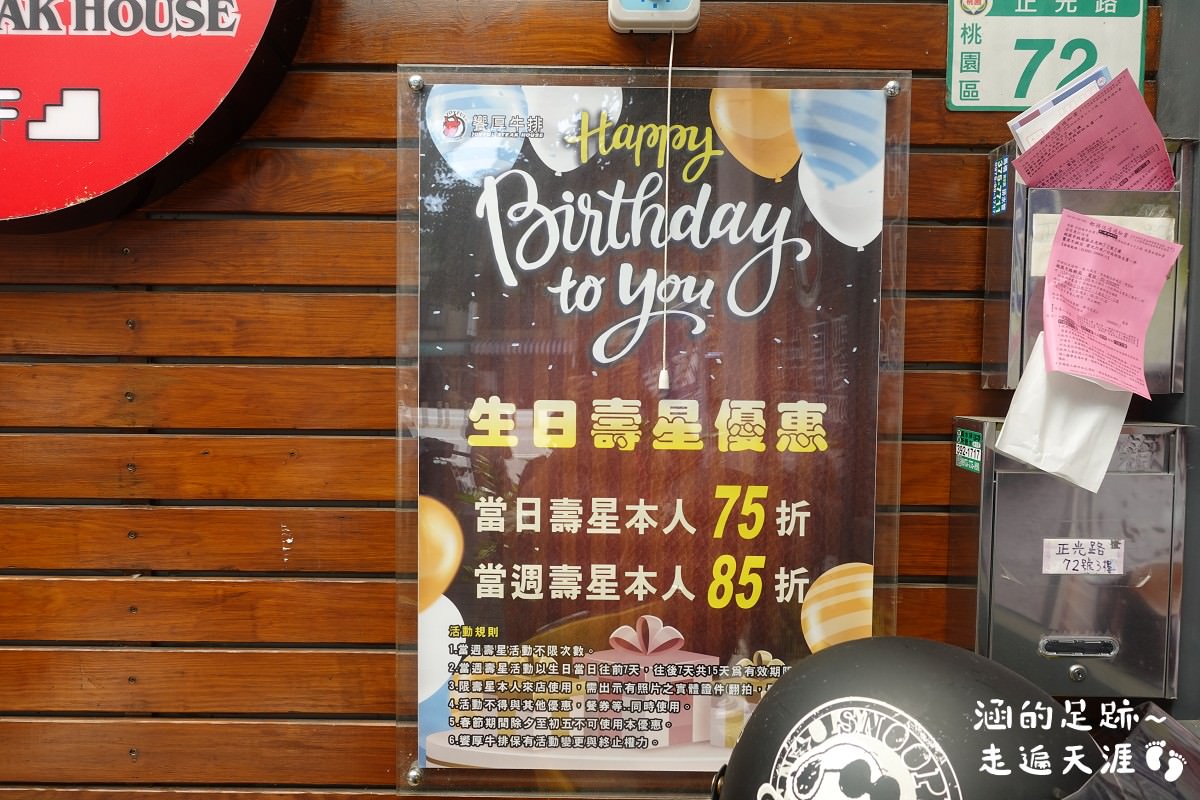 AK HOUSE
正光路
桃園區
72
饗厚牛排
Happy
Birthday
to you
生日壽星優惠
當日壽星本人 75 折
當週壽星本人 85 折
活動規則
1.當週壽星活動不限次數。
2.當週壽星活動以生日當日往前7天，往後7天共15天為有效期限
3.限壽星本人來店使用，需出示有照片之實體證件(翻拍，
4.活動不得與其他優惠，餐券等..同時使用。
5.春節期間除夕至初五不可使用本優惠。
6.饗厚牛排保有活動變更與終止權力。
392-1717
正光路
72號3樓
SNOOP
涵的足跡~
走遍天涯